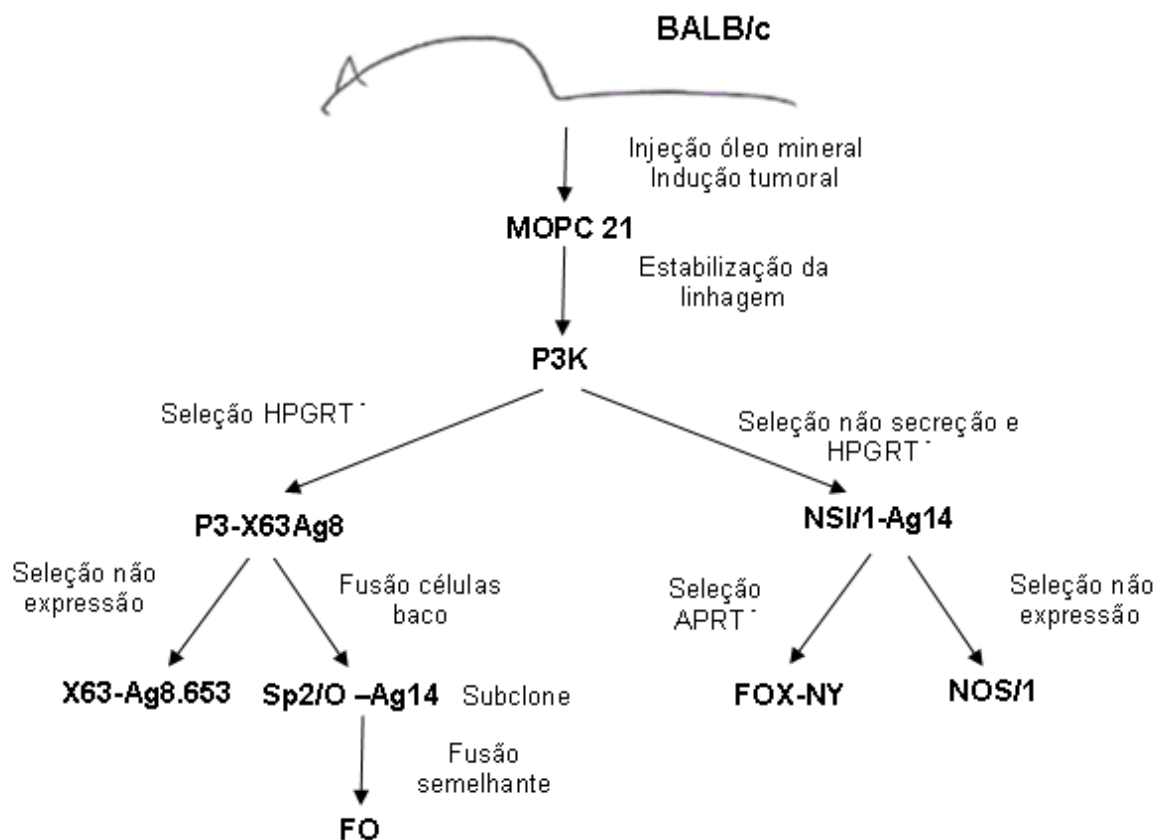 BALB/c
Injeção óleo mineral
Indução tumoral
MOPC 21
Estabilização da
linhagem
P3K
Seleção HPGRT⁻
Seleção não secreção e
HPGRT⁻
P3-X63Ag8
NSI/1-Ag14
Seleção não
expressão
Fusão células
baco
Seleção
APRT⁻
Seleção não
expressão
X63-Ag8.653
Sp2/O –Ag14
Subclone
FOX-NY
NOS/1
Fusão
semelhante
FO